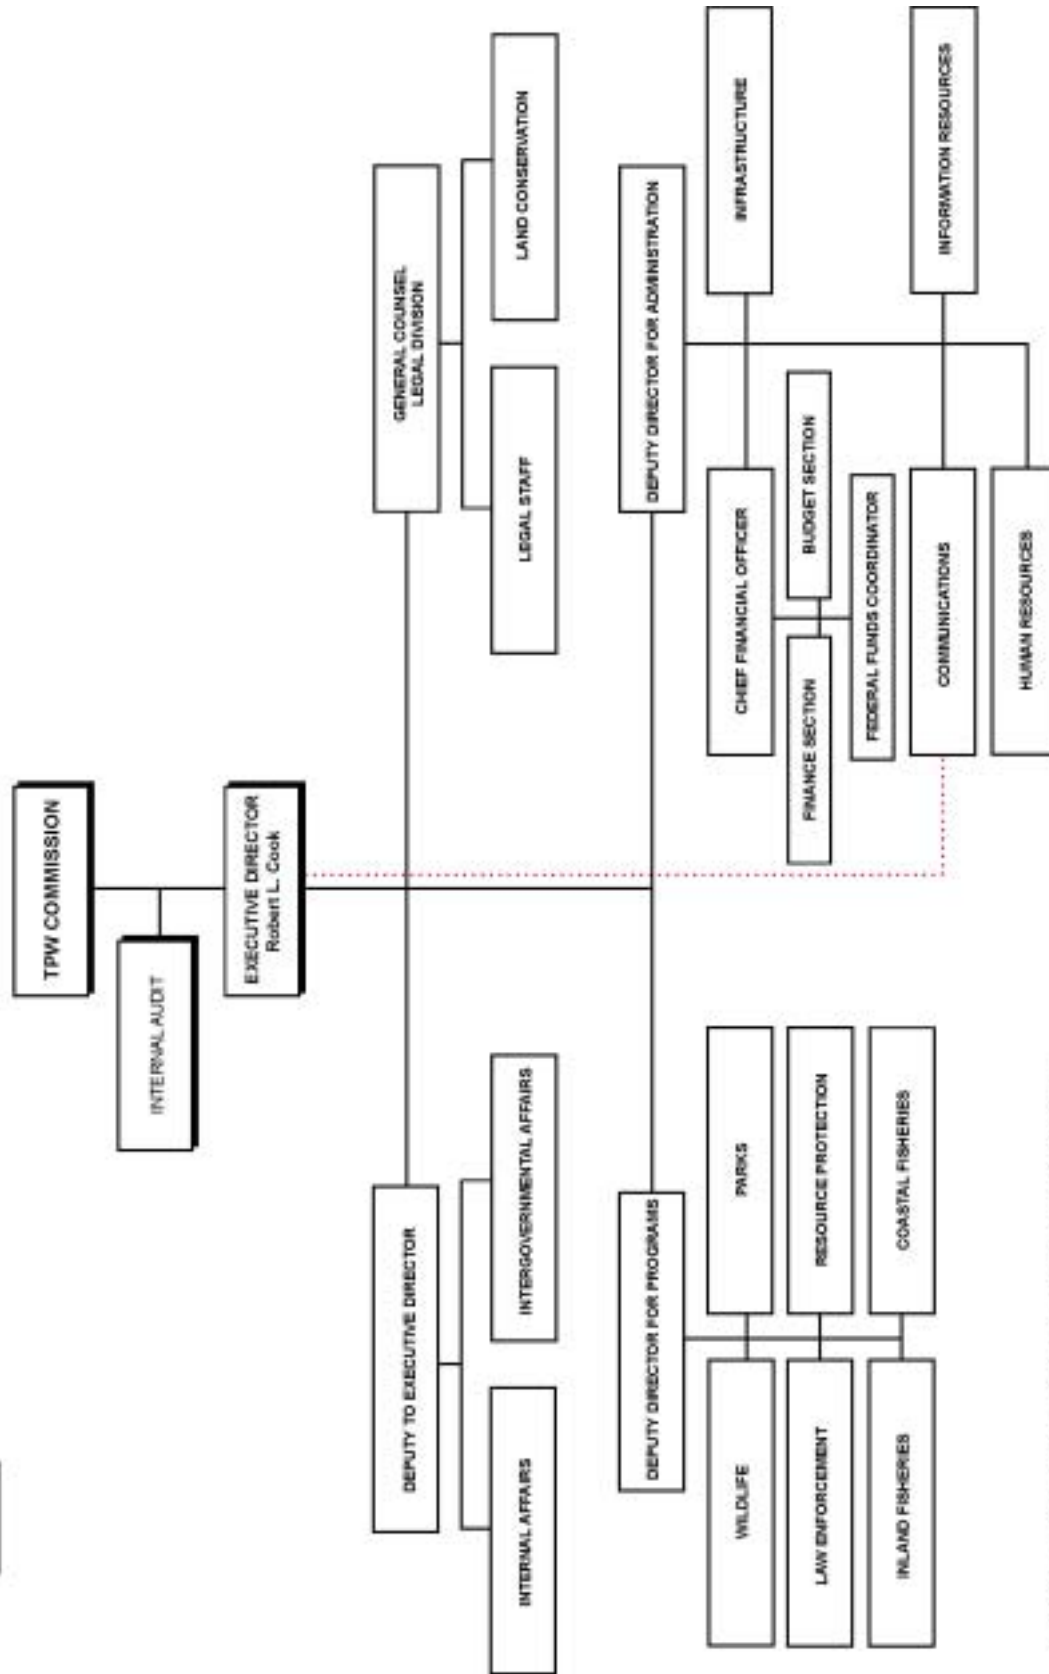 TPW COMMISSION
INTERNAL AUDIT
EXECUTIVE DIRECTOR
Robert L. Cook
DEPUTY TO EXECUTIVE DIRECTOR
GENERAL COUNSEL
LEGAL DIVISION
INTERNAL AFFAIRS
INTERGOVERNMENTAL AFFAIRS
LEGAL STAFF
LAND CONSERVATION
DEPUTY DIRECTOR FOR PROGRAMS
DEPUTY DIRECTOR FOR ADMINISTRATION
WILDLIFE
PARKS
CHIEF FINANCIAL OFFICER
INFRASTRUCTURE
LAW ENFORCEMENT
RESOURCE PROTECTION
FINANCE SECTION
BUDGET SECTION
INLAND FISHERIES
COASTAL FISHERIES
FEDERAL FUNDS COORDINATOR
COMMUNICATIONS
INFORMATION RESOURCES
HUMAN RESOURCES